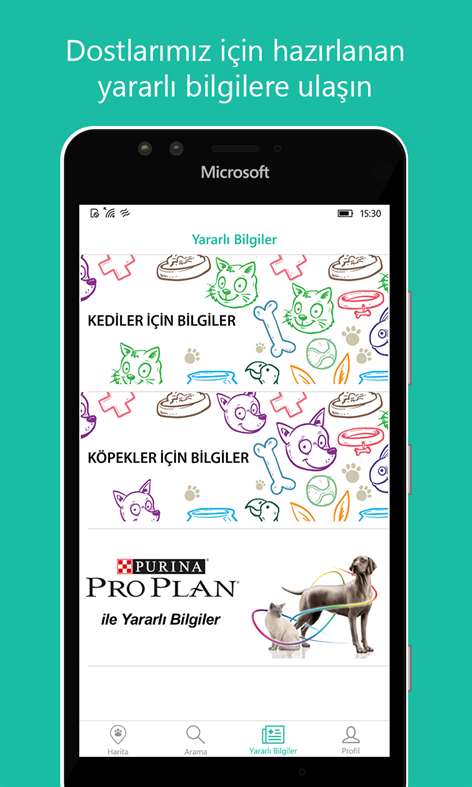 Dostlarımız için hazırlanan
yararlı bilgilere ulaşın
Microsoft
15:30
Yararlı Bilgiler
KEDİLER İÇİN BİLGİLER
KÖPEKLER İÇİN BİLGİLER
PURINA®
PRO PLAN®
ile Yararlı Bilgiler
Harita
Arama
Yararlı Bilgiler
Profil